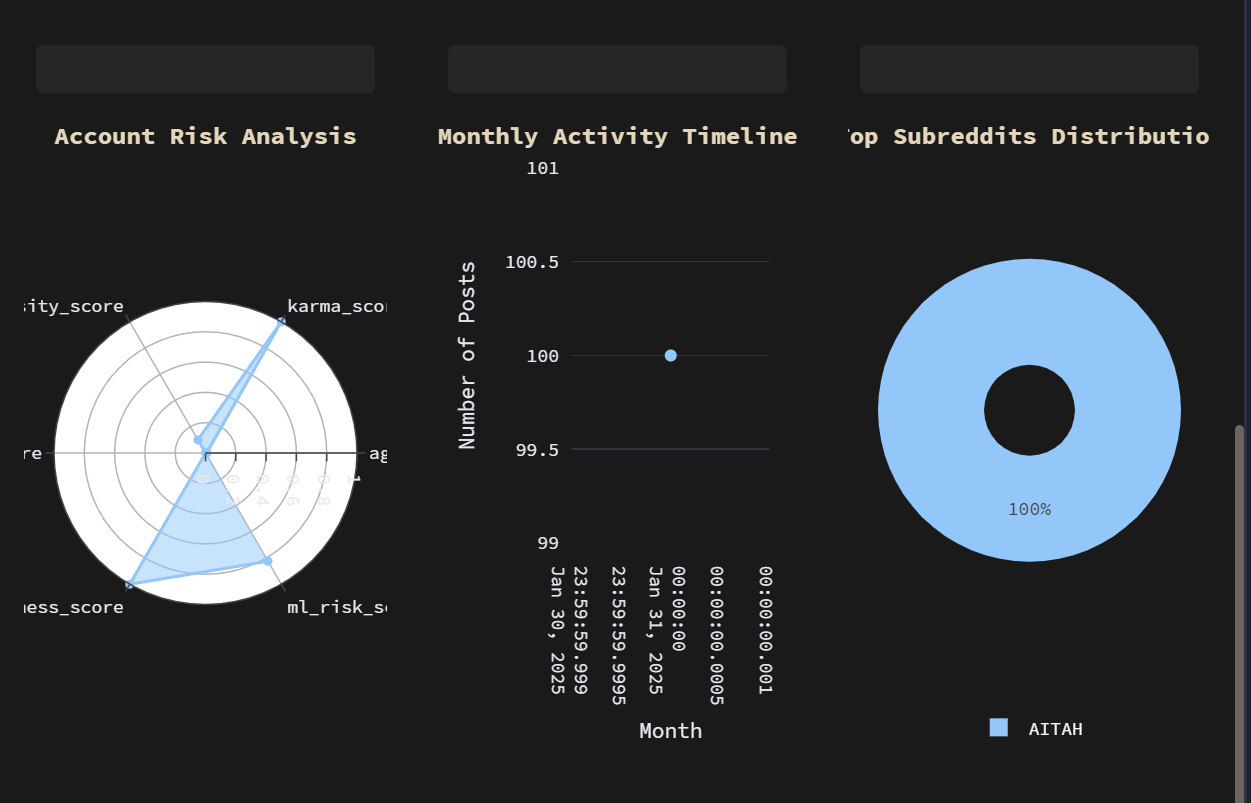 Account Risk Analysis
sity_score
karma_scor
re
ag
0
0.2
0.4
0.6
0.8
1
ness_score
ml_risk_sc
Monthly Activity Timeline
Number of Posts
101
100.5
100
99.5
99
23:59:59.999
Jan 30, 2025
23:59:59.9995
00:00:00
Jan 31, 2025
00:00:00.0005
00:00:00.001
Month
op Subreddits Distributio
100%
AITAH